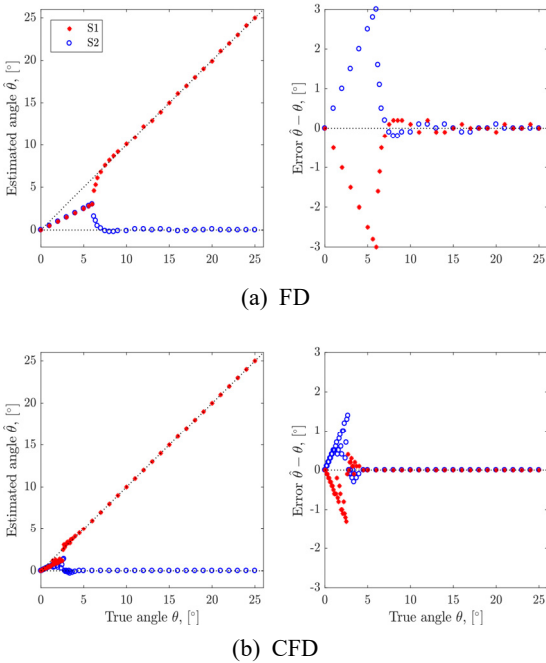 S1
S2
Estimated angle θ̂, [°]
25
20
15
10
5
0
0 5 10 15 20 25
Error θ̂ − θ, [°]
3
2
1
0
-1
-2
-3
0 5 10 15 20 25
(a) FD
Estimated angle θ̂, [°]
25
20
15
10
5
0
0 5 10 15 20 25
True angle θ, [°]
Error θ̂ − θ, [°]
3
2
1
0
-1
-2
-3
0 5 10 15 20 25
True angle θ, [°]
(b) CFD